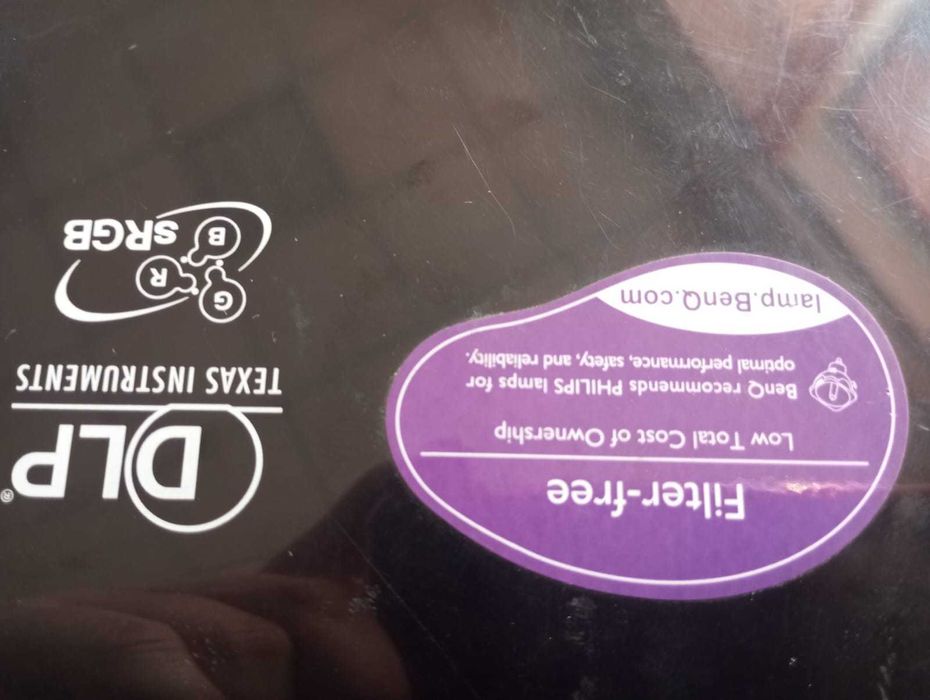 Filter-free
Low Total Cost of Ownership
BenQ recommends PHILIPS lamps for
optimal performance, safety, and reliability.
lamp.BenQ.com
DLP®
TEXAS INSTRUMENTS
G
R
B
sRGB